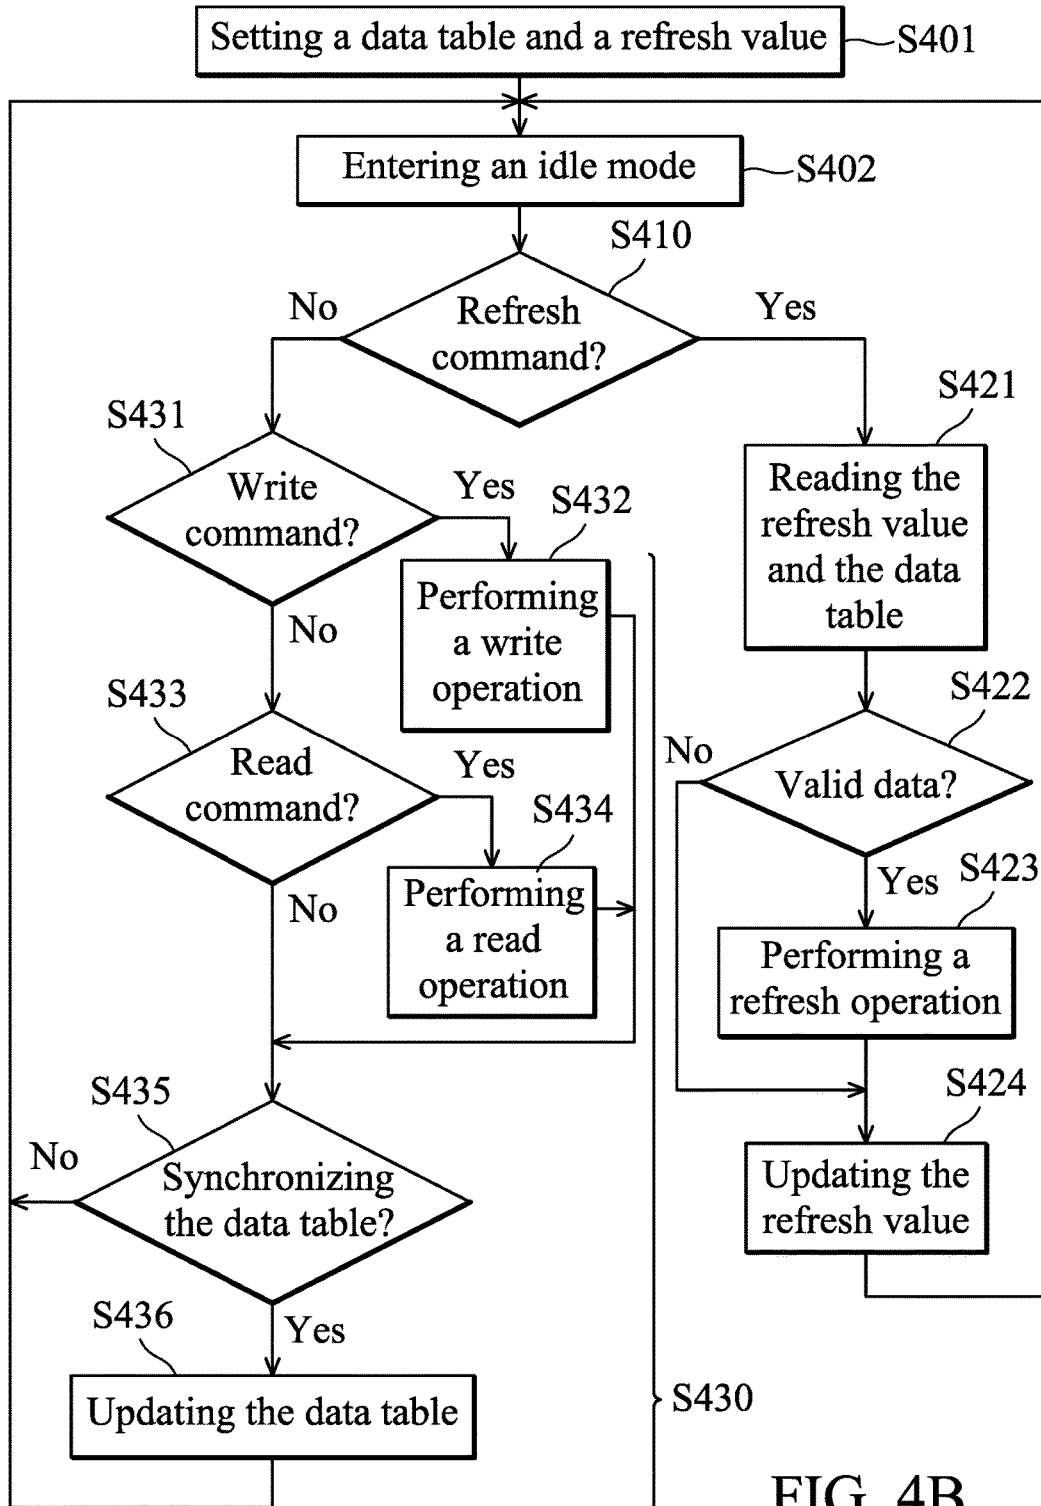 Setting a data table and a refresh value
S401
Entering an idle mode
S402
S410
No
Refresh
command?
Yes
S431
Write
command?
Yes
S432
Performing
a write
operation
No
S421
Reading the
refresh value
and the data
table
S433
Read
command?
Yes
S434
Performing
a read
operation
No
S422
No
Valid data?
Yes
S423
Performing a
refresh operation
S424
Updating the
refresh value
S435
No
Synchronizing
the data table?
Yes
S436
Updating the data table
S430
FIG. 4B